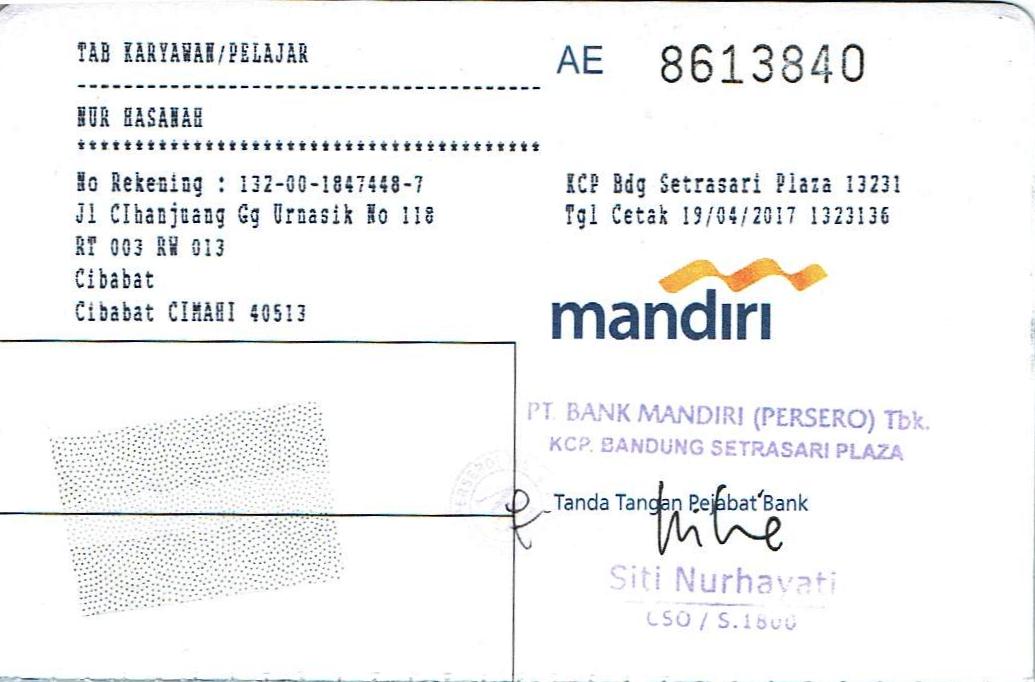 TAB KARYAWAN/PELAJAR
AE 8613840
NUR HASANAH
No Rekening : 132-00-1847448-7
Jl CIhanjuang Gg Urnasik No 118
RT 003 RW 013
Cibabat
Cibabat CIMAHI 40513
KCP Bdg Setrasari Plaza 13231
Tgl Cetak 19/04/2017 1323136
mandiri
PT. BANK MANDIRI (PERSERO) Tbk.
KCP. BANDUNG SETRASARI PLAZA
Tanda Tangan Pejabat Bank
Siti Nurhayati
CSO / S.1800